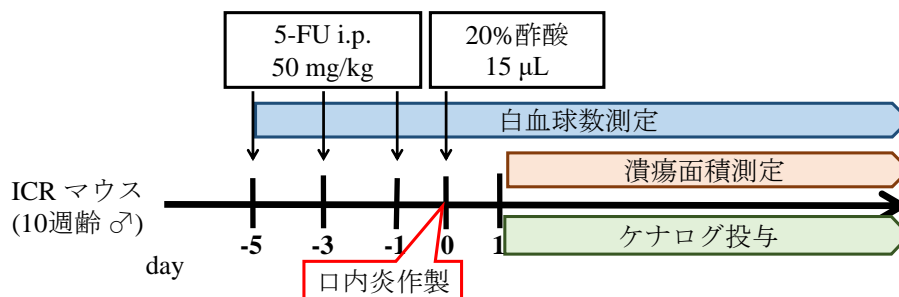 5-FU i.p.
50 mg/kg
20%酢酸
15 μL
白血球数測定
潰瘍面積測定
ICR マウス
(10週齢 ♂)
-5
-3
-1
0
1
ケナログ投与
day
口内炎作製